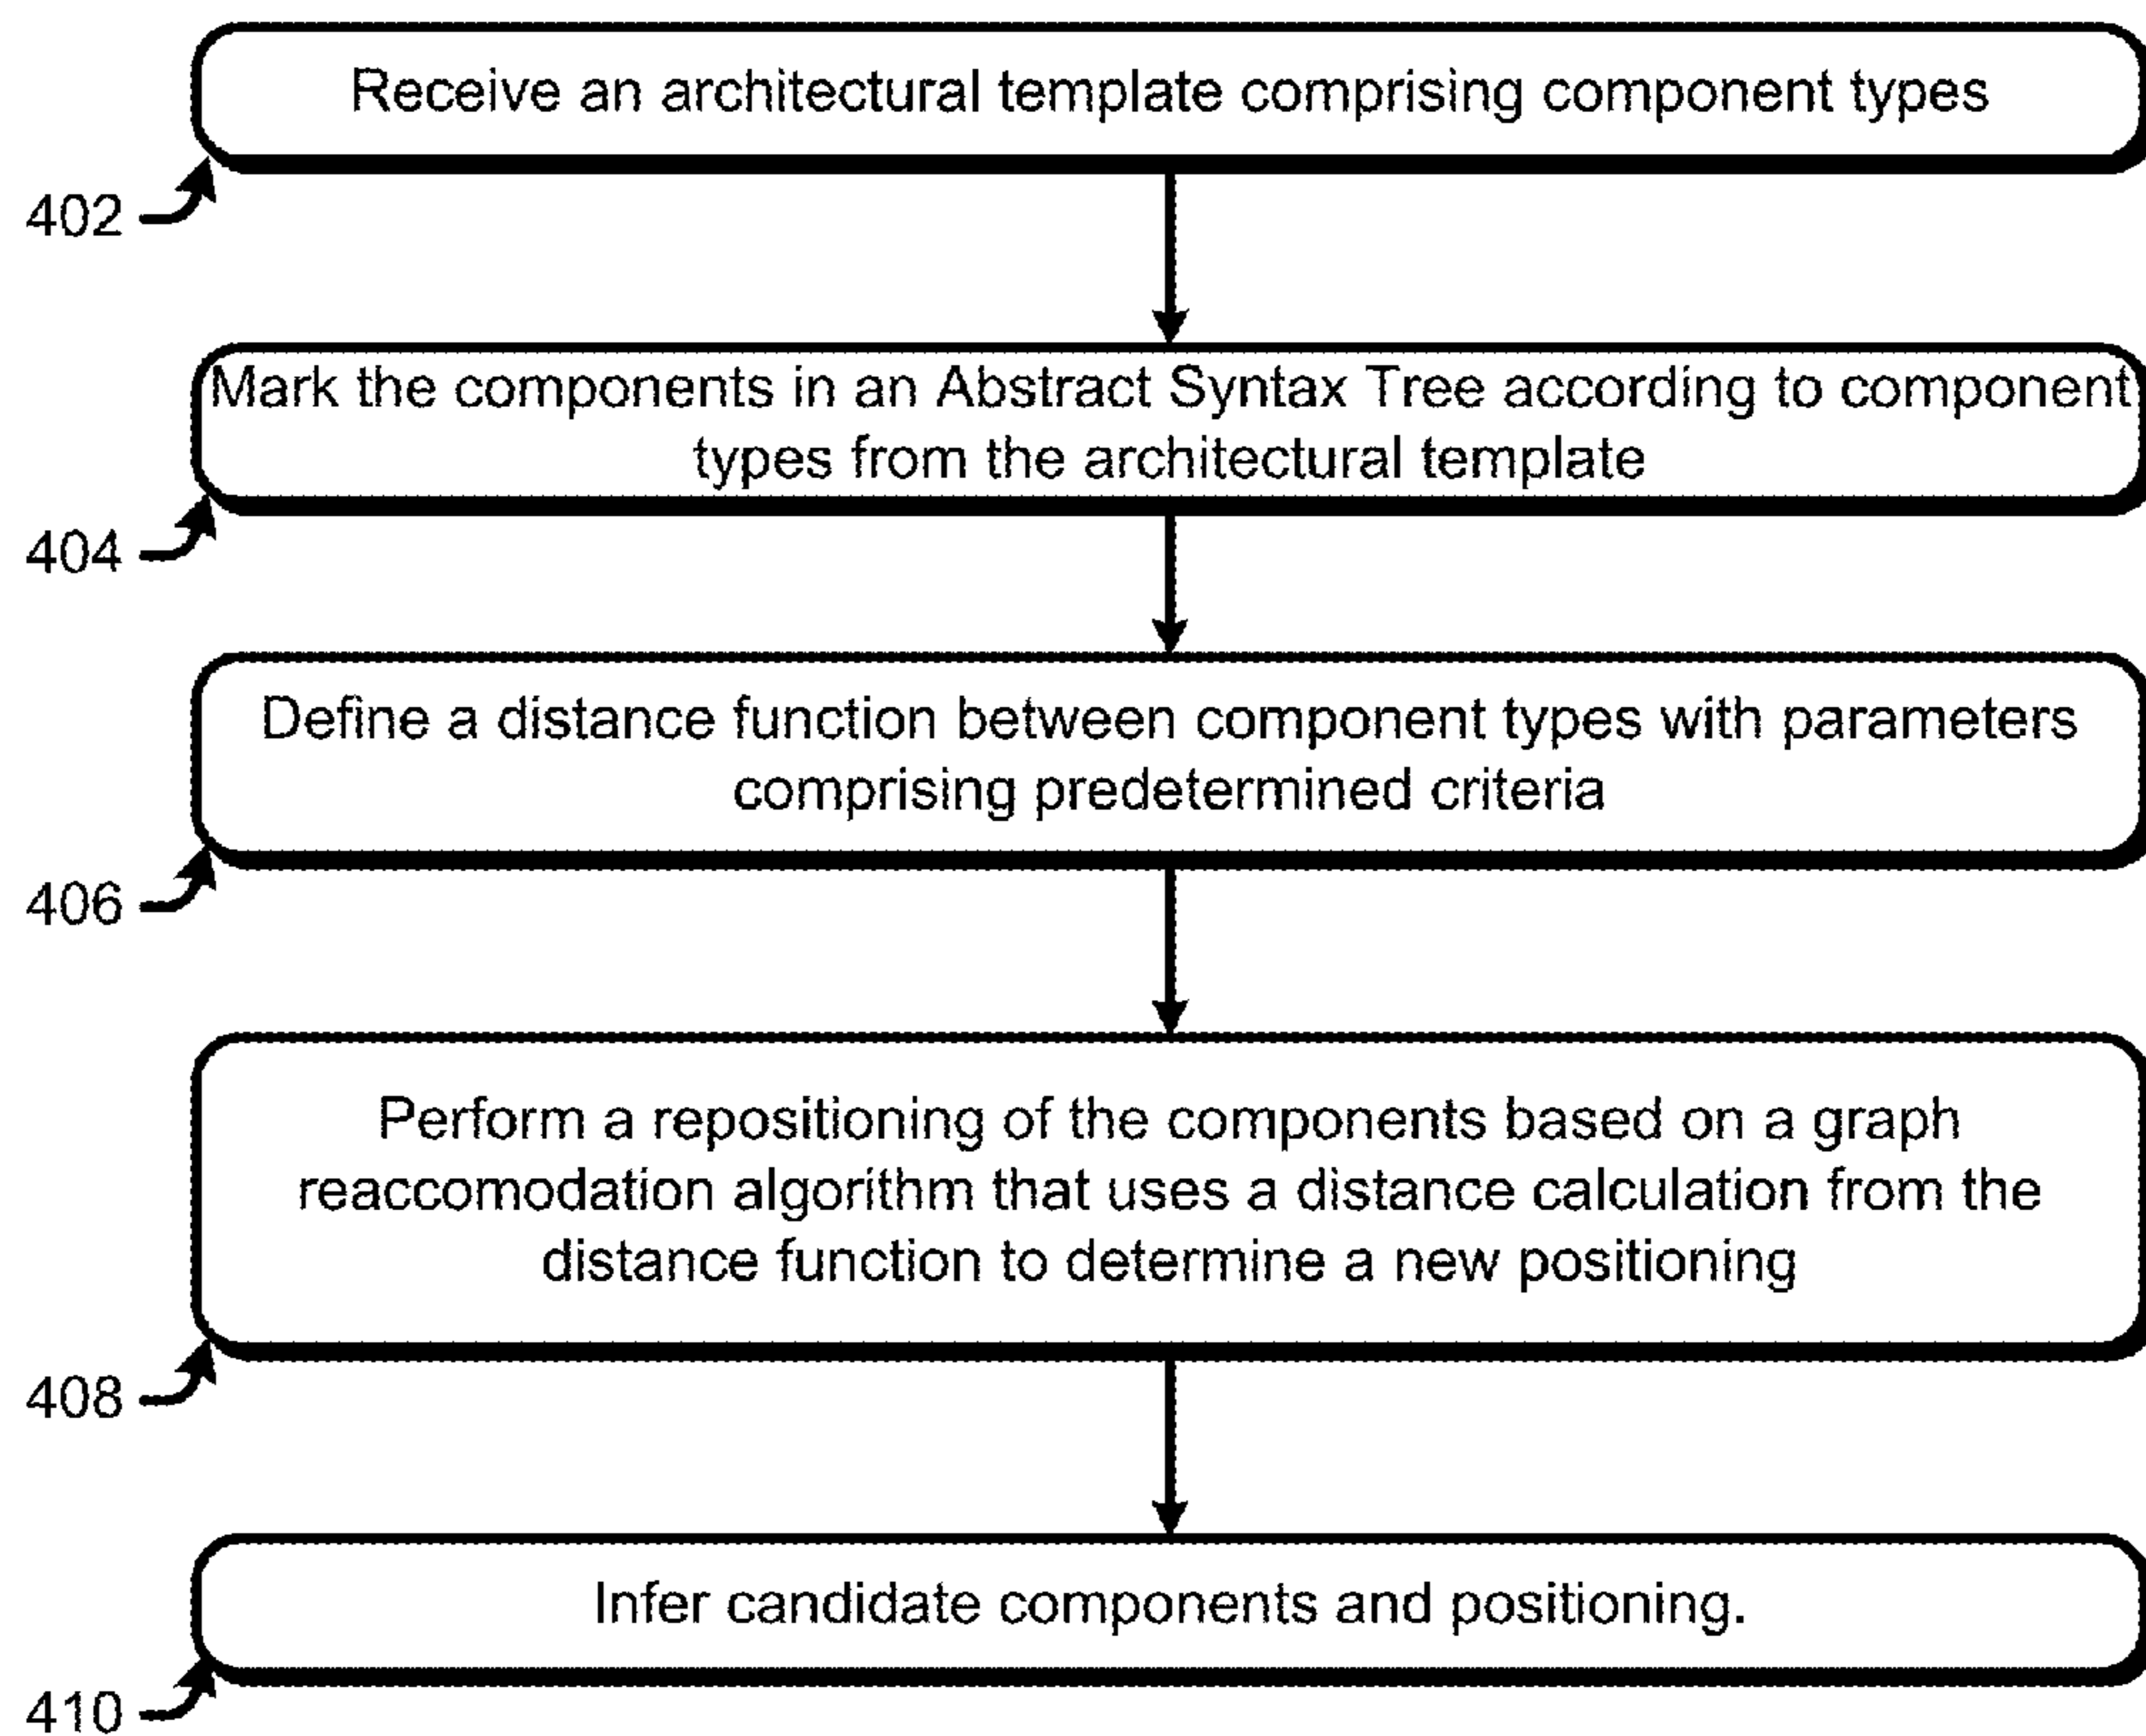 Receive an architectural template comprising component types
402
Mark the components in an Abstract Syntax Tree according to component
types from the architectural template
404
Define a distance function between component types with parameters
comprising predetermined criteria
406
Perform a repositioning of the components based on a graph
reaccomodation algorithm that uses a distance calculation from the
distance function to determine a new positioning
408
Infer candidate components and positioning.
410